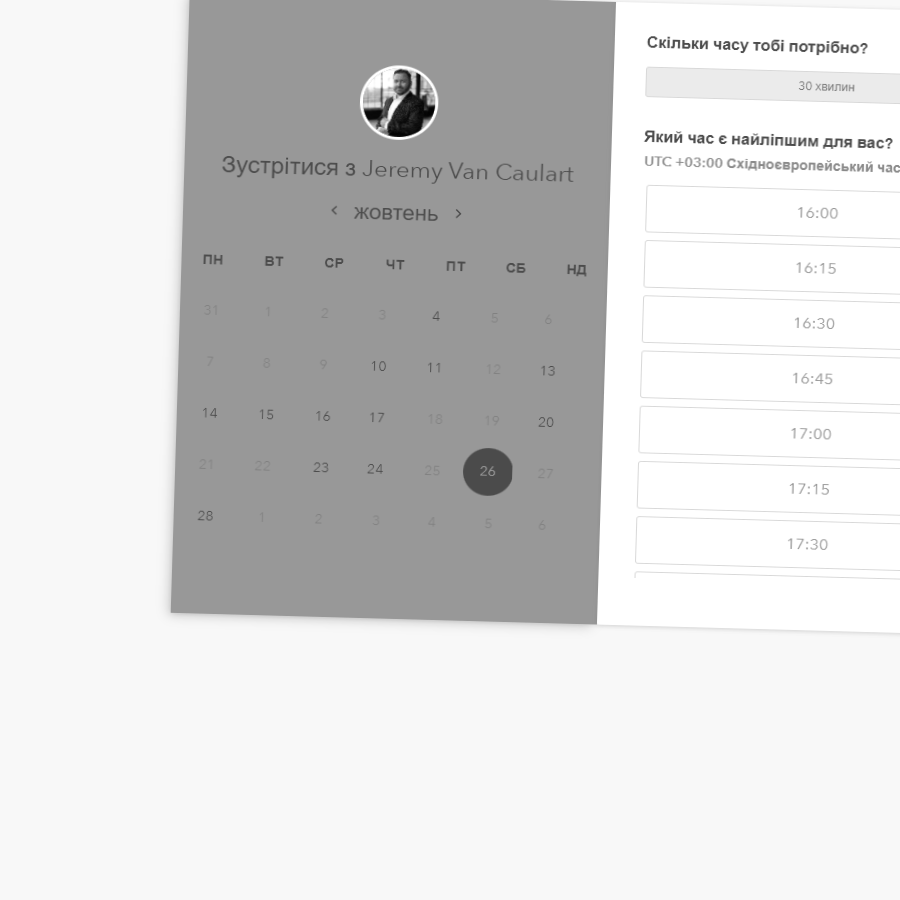 Зустрітися з Jeremy Van Caulart
‹ жовтень ›
ПН ВТ СР ЧТ ПТ СБ НД
31 1 2 3 4 5 6
7 8 9 10 11 12 13
14 15 16 17 18 19 20
21 22 23 24 25 26 27
28 1 2 3 4 5 6
Скільки часу тобі потрібно?
30 хвилин
Який час є найліпшим для вас?
UTC +03:00 Східноєвропейський час
16:00
16:15
16:30
16:45
17:00
17:15
17:30